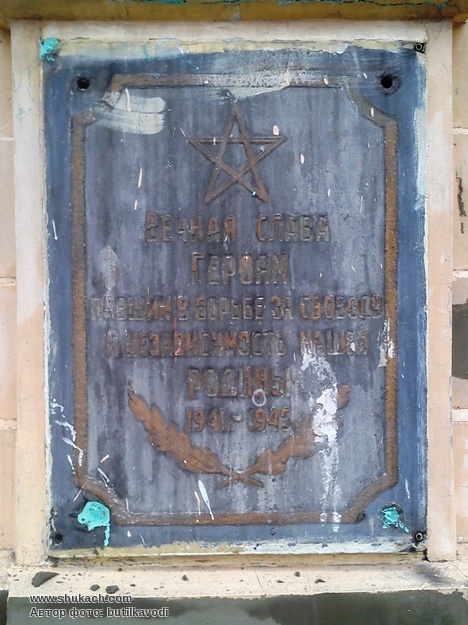 ВЕЧНАЯ СЛАВА
ГЕРОЯМ
ПАВШИМ В БОРЬБЕ ЗА СВОБОДУ
И НЕЗАВИСИМОСТЬ НАШЕЙ
РОДИНЫ
1941-1945
www.shukach.com
Автор фото: butilkavodi